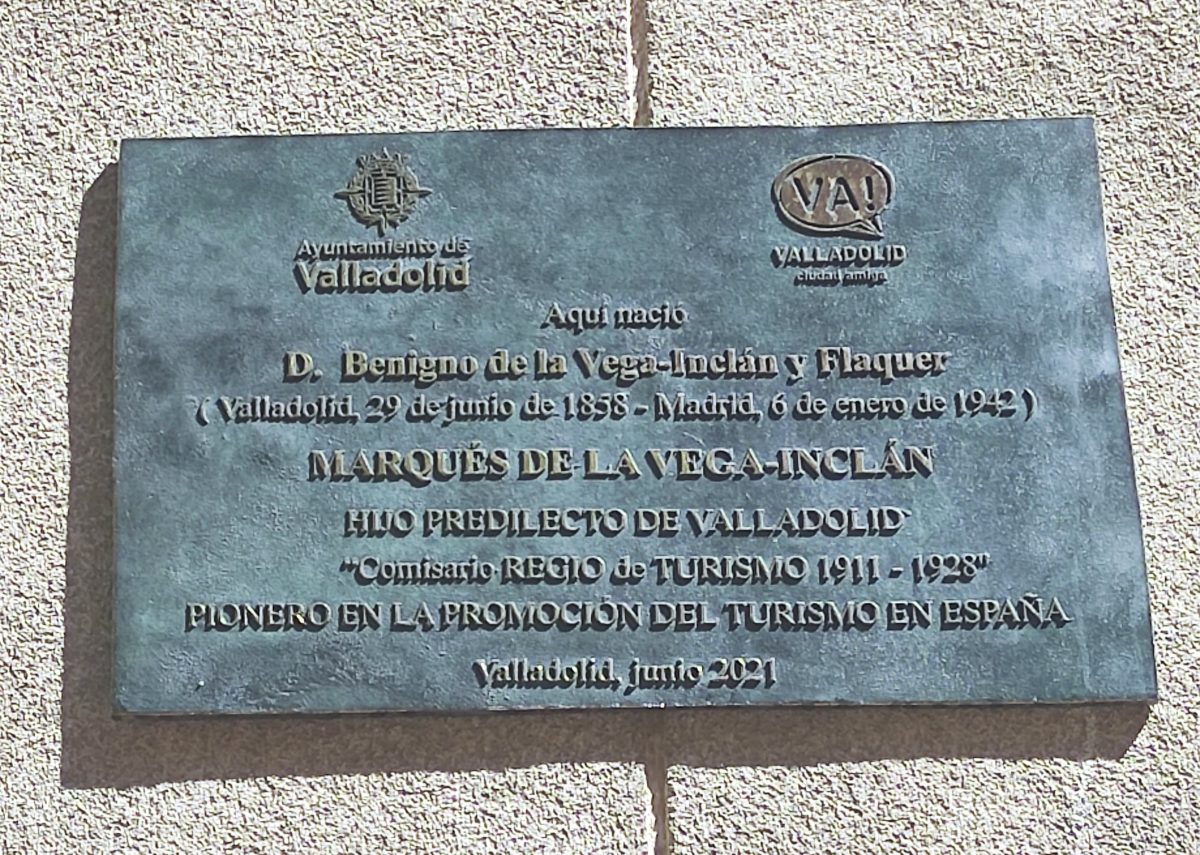 Ayuntamiento de
Valladolid
VA!
VALLADOLID
ciudad amiga
Aquí nació
D. Benigno de la Vega-Inclán y Flaquer
( Valladolid, 29 de junio de 1858 - Madrid, 6 de enero de 1942 )
MARQUÉS DE LA VEGA-INCLÁN
HIJO PREDILECTO DE VALLADOLID
"Comisario REGIO de TURISMO 1911 - 1928"
PIONERO EN LA PROMOCIÓN DEL TURISMO EN ESPAÑA
Valladolid, junio 2021